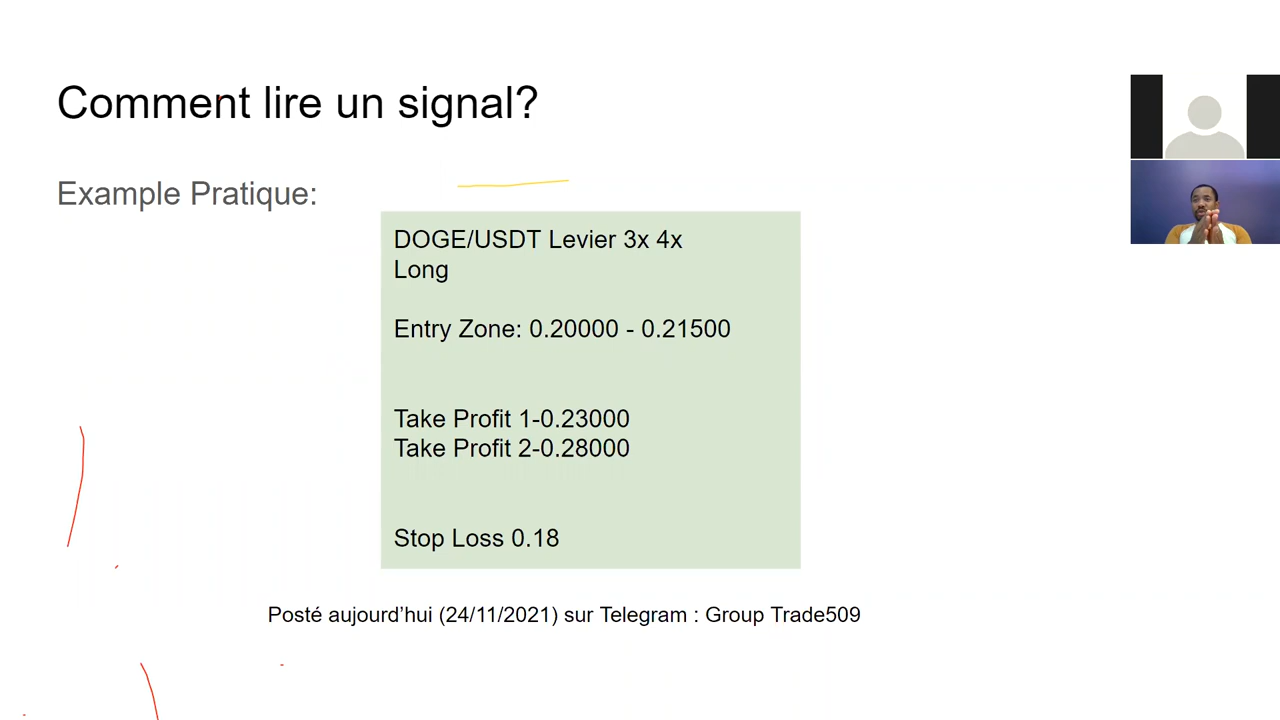 Comment lire un signal?
Example Pratique:
DOGE/USDT Levier 3x 4x
Long
Entry Zone: 0.20000 - 0.21500
Take Profit 1-0.23000
Take Profit 2-0.28000
Stop Loss 0.18
Posté aujourd’hui (24/11/2021) sur Telegram : Group Trade509